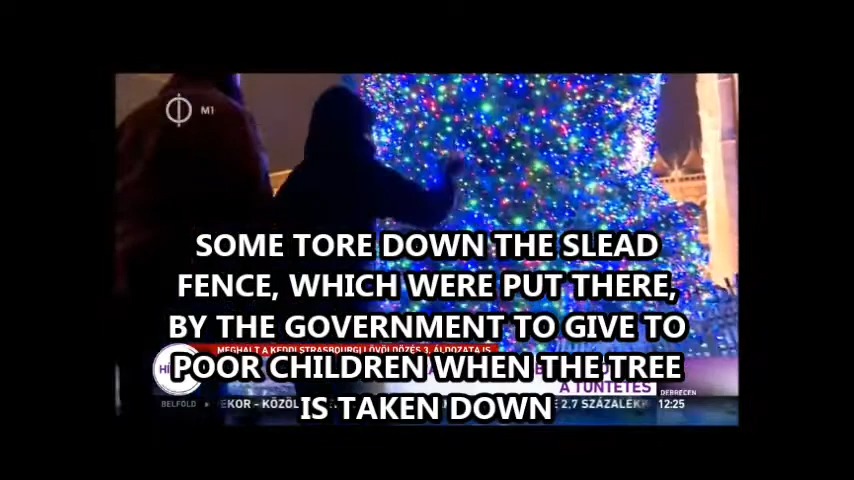 M1
SOME TORE DOWN THE SLEAD
FENCE, WHICH WERE PUT THERE,
BY THE GOVERNMENT TO GIVE TO
POOR CHILDREN WHEN THE TREE
IS TAKEN DOWN
MEGHALT A KEDDI STRASBOURGI LÖVÖLDÖZÉS 3. ÁLDOZATA IS
A TÜNTETÉS
DEBRECEN
BELFÖLD
2,7 SZÁZALÉK
12:25